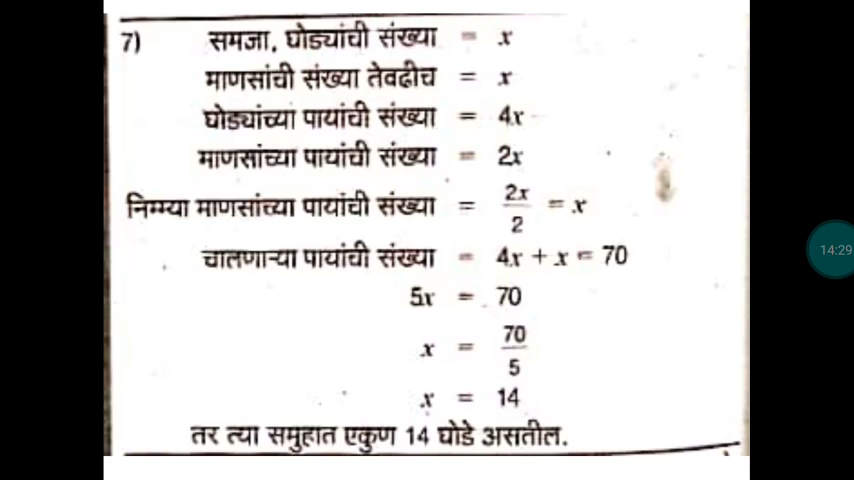 7) समजा, घोड्यांची संख्या = x
माणसांची संख्या तेवढीच = x
घोड्यांच्या पायांची संख्या = 4x
माणसांच्या पायांची संख्या = 2x
निम्म्या माणसांच्या पायांची संख्या = 2x/2 = x
चालणाऱ्या पायांची संख्या = 4x + x = 70
5x = 70
x = 70/5
x = 14
तर त्या समुहात एकुण 14 घोडे असतील.
14:29